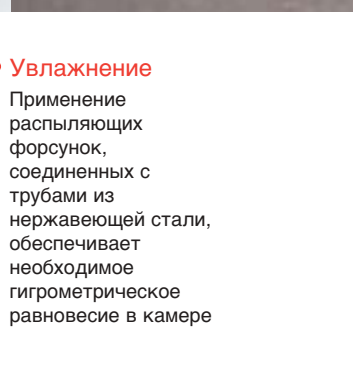 Увлажнение
Применение
распыляющих
форсунок,
соединенных с
трубами из
нержавеющей стали,
обеспечивает
необходимое
гигрометрическое
равновесие в камере